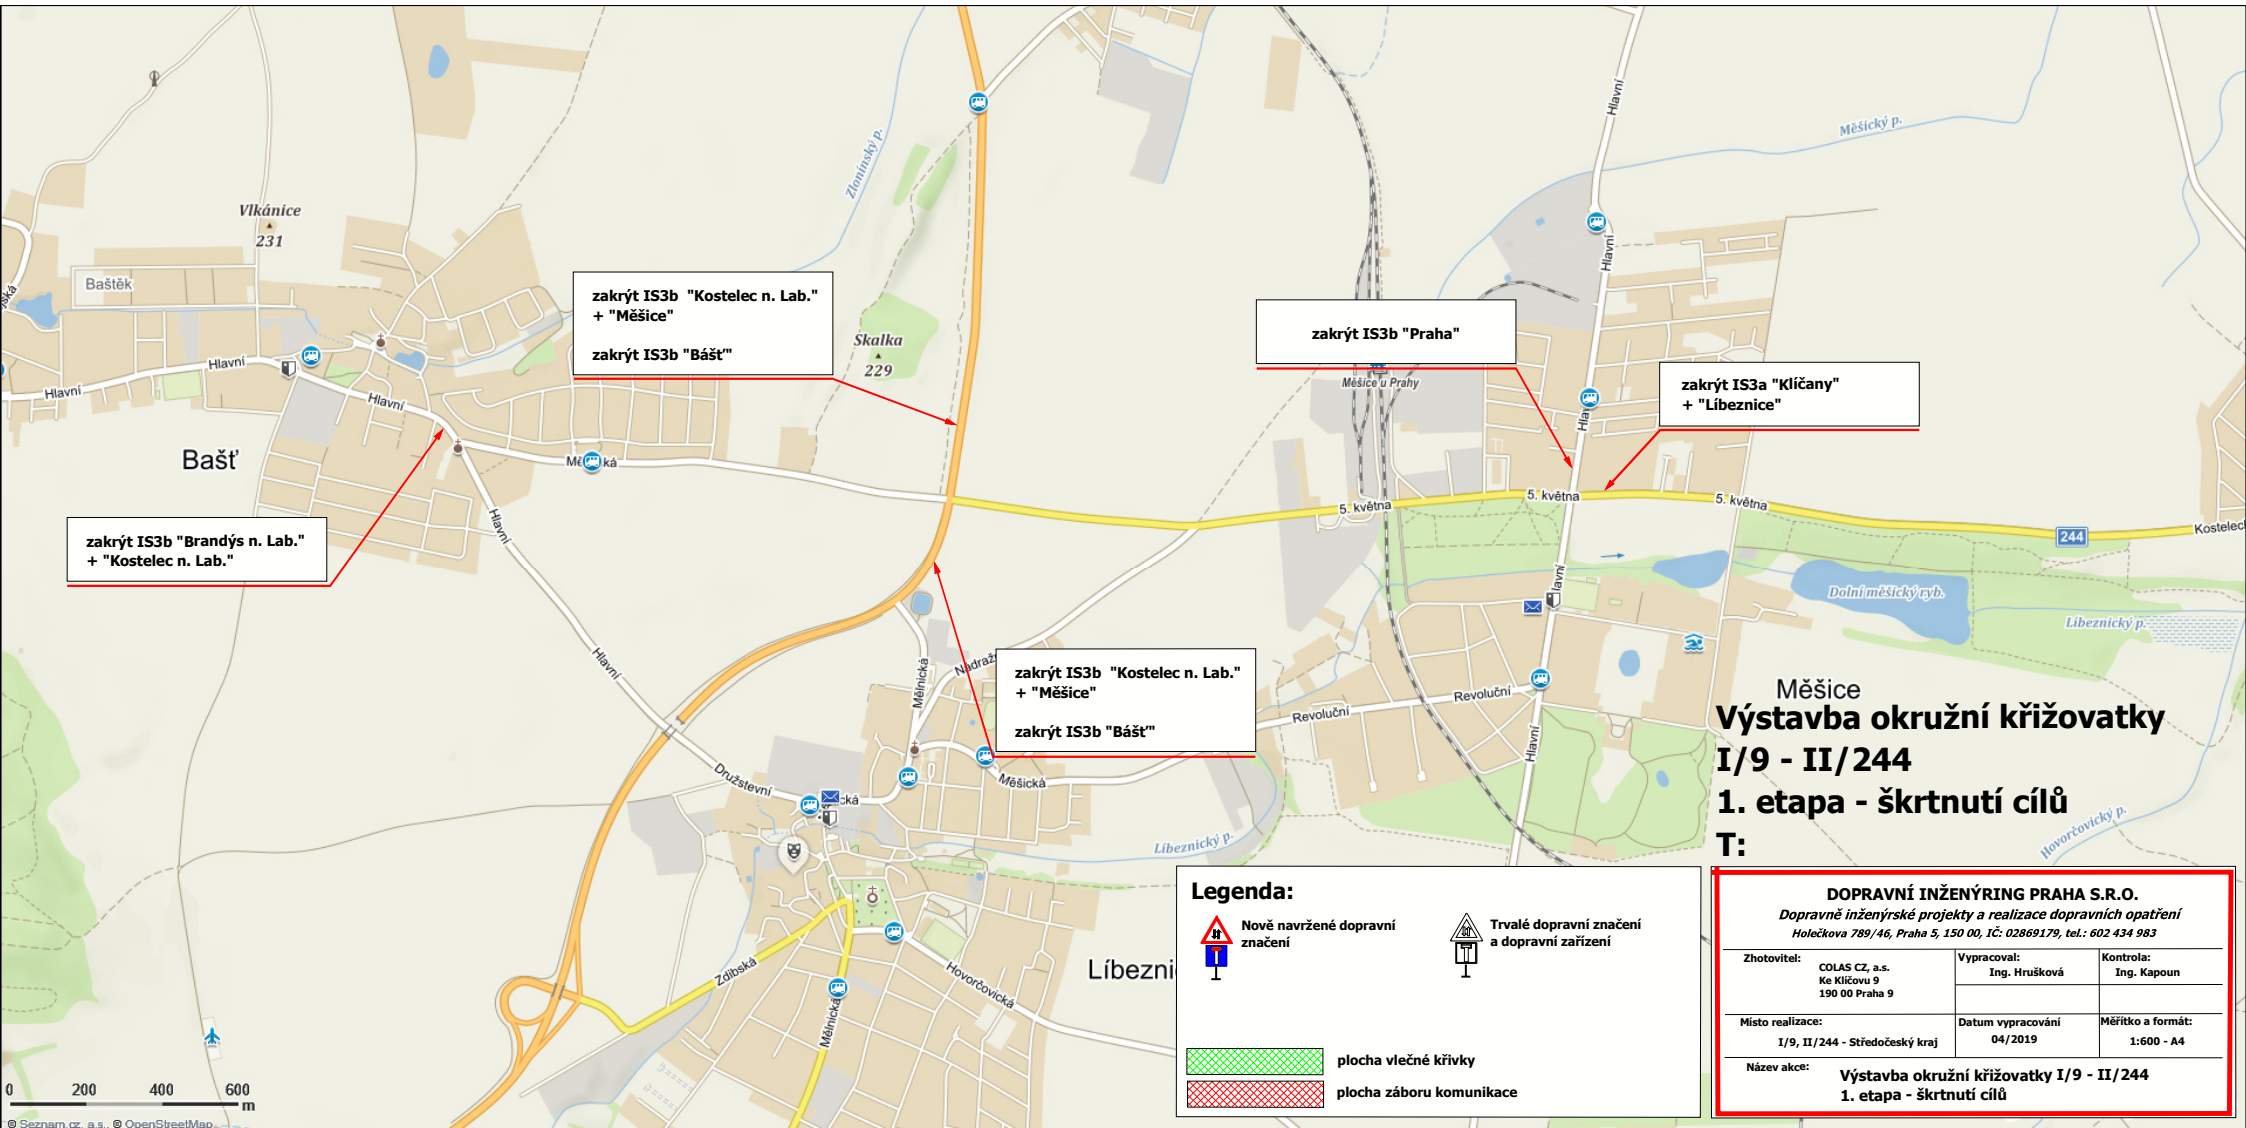 Vlkánice
231
Baštěk
Zlonínský p.
Hlavní
Měšický p.
Hlavní
zakrýt IS3b "Kostelec n. Lab."
+ "Měšice"
zakrýt IS3b "Bášť"
Skalka
229
zakrýt IS3b "Praha"
Měšice u Prahy
zakrýt IS3a "Klíčany"
+ "Líbeznice"
Hlavní
Hlavní
Hlavní
Bašť
5. května
5. května
5. května
244
Hlavní
zakrýt IS3b "Brandýs n. Lab."
+ "Kostelec n. Lab."
Dolní měšický ryb.
Líbeznický p.
Hlavní
Mělnická
zakrýt IS3b "Kostelec n. Lab."
+ "Měšice"
zakrýt IS3b "Bášť"
Revoluční
Revoluční
Hlavní
Měšice
Výstavba okružní křižovatky
I/9 - II/244
1. etapa - škrtnutí cílů
T:
Družstevní
Měšická
Líbeznický p.
Hovorčovický p.
Zdibská
Hovorčovická
Mělnická
Legenda:
Nově navržené dopravní
značení
Trvalé dopravní značení
a dopravní zařízení
plocha vlečné křivky
plocha záboru komunikace
DOPRAVNÍ INŽENÝRING PRAHA S.R.O.
Dopravně inženýrské projekty a realizace dopravních opatření
Holečkova 789/46, Praha 5, 150 00, IČ: 02869179, tel.: 602 434 983
Zhotovitel:
COLAS CZ, a.s.
Ke Klíčovu 9
190 00 Praha 9
Vypracoval:
Ing. Hrušková
Kontrola:
Ing. Kapoun
Místo realizace:
I/9, II/244 - Středočeský kraj
Datum vypracování
04/2019
Měřítko a formát:
1:600 - A4
Název akce:
Výstavba okružní křižovatky I/9 - II/244
1. etapa - škrtnutí cílů
0 200 400 600
m
© Seznam.cz, a.s., © OpenStreetMap